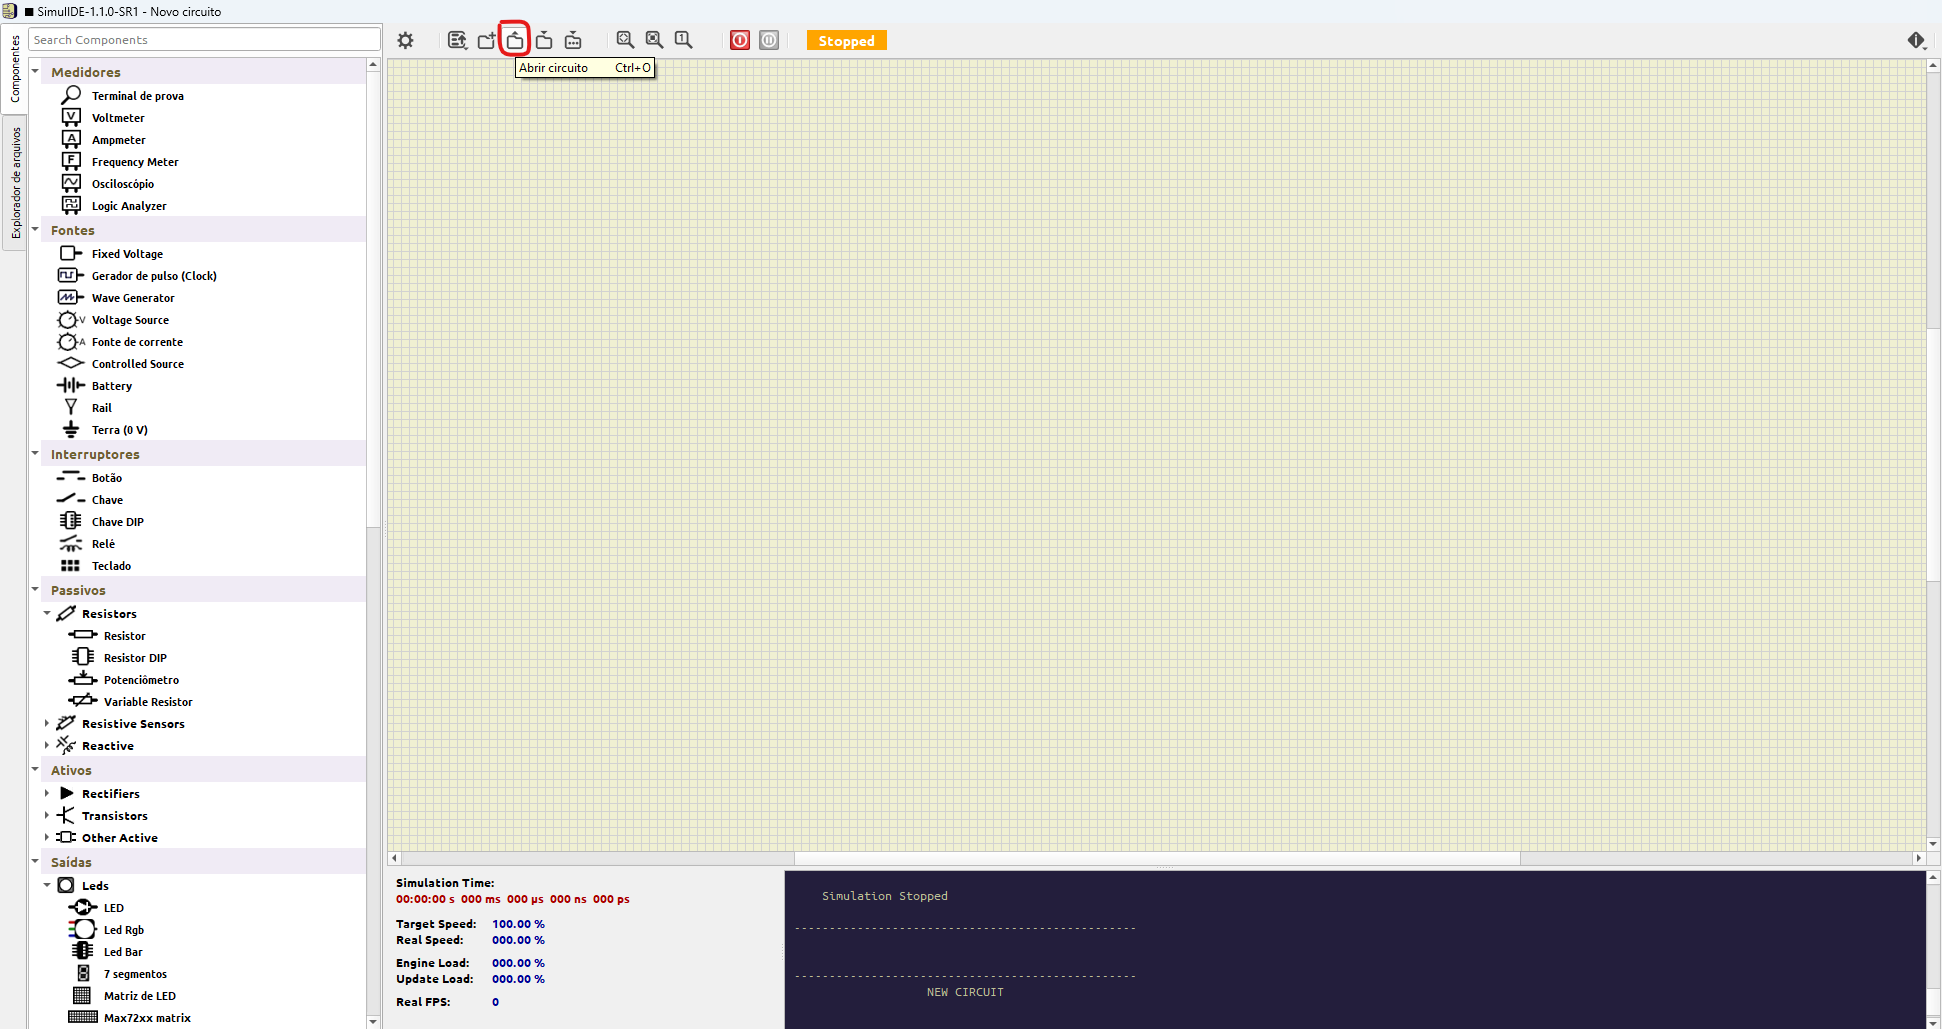 SimulIDE-1.1.0-SR1 - Novo circuito
Componentes
Explorador de arquivos
Search Components
Stopped
Abrir circuito Ctrl+O
Medidores
Terminal de prova
Voltmeter
Ampmeter
Frequency Meter
Osciloscópio
Logic Analyzer
Fontes
Fixed Voltage
Gerador de pulso (Clock)
Wave Generator
Voltage Source
Fonte de corrente
Controlled Source
Battery
Rail
Terra (0 V)
Interruptores
Botão
Chave
Chave DIP
Relé
Teclado
Passivos
Resistors
Resistor
Resistor DIP
Potenciômetro
Variable Resistor
Resistive Sensors
Reactive
Ativos
Rectifiers
Transistors
Other Active
Saídas
Leds
LED
Led Rgb
Led Bar
7 segmentos
Matriz de LED
Max72xx matrix
Simulation Time:
00:00:00 s 000 ms 000 µs 000 ns 000 ps
Target Speed: 100.00 %
Real Speed: 000.00 %
Engine Load: 000.00 %
Update Load: 000.00 %
Real FPS: 0
Simulation Stopped
NEW CIRCUIT